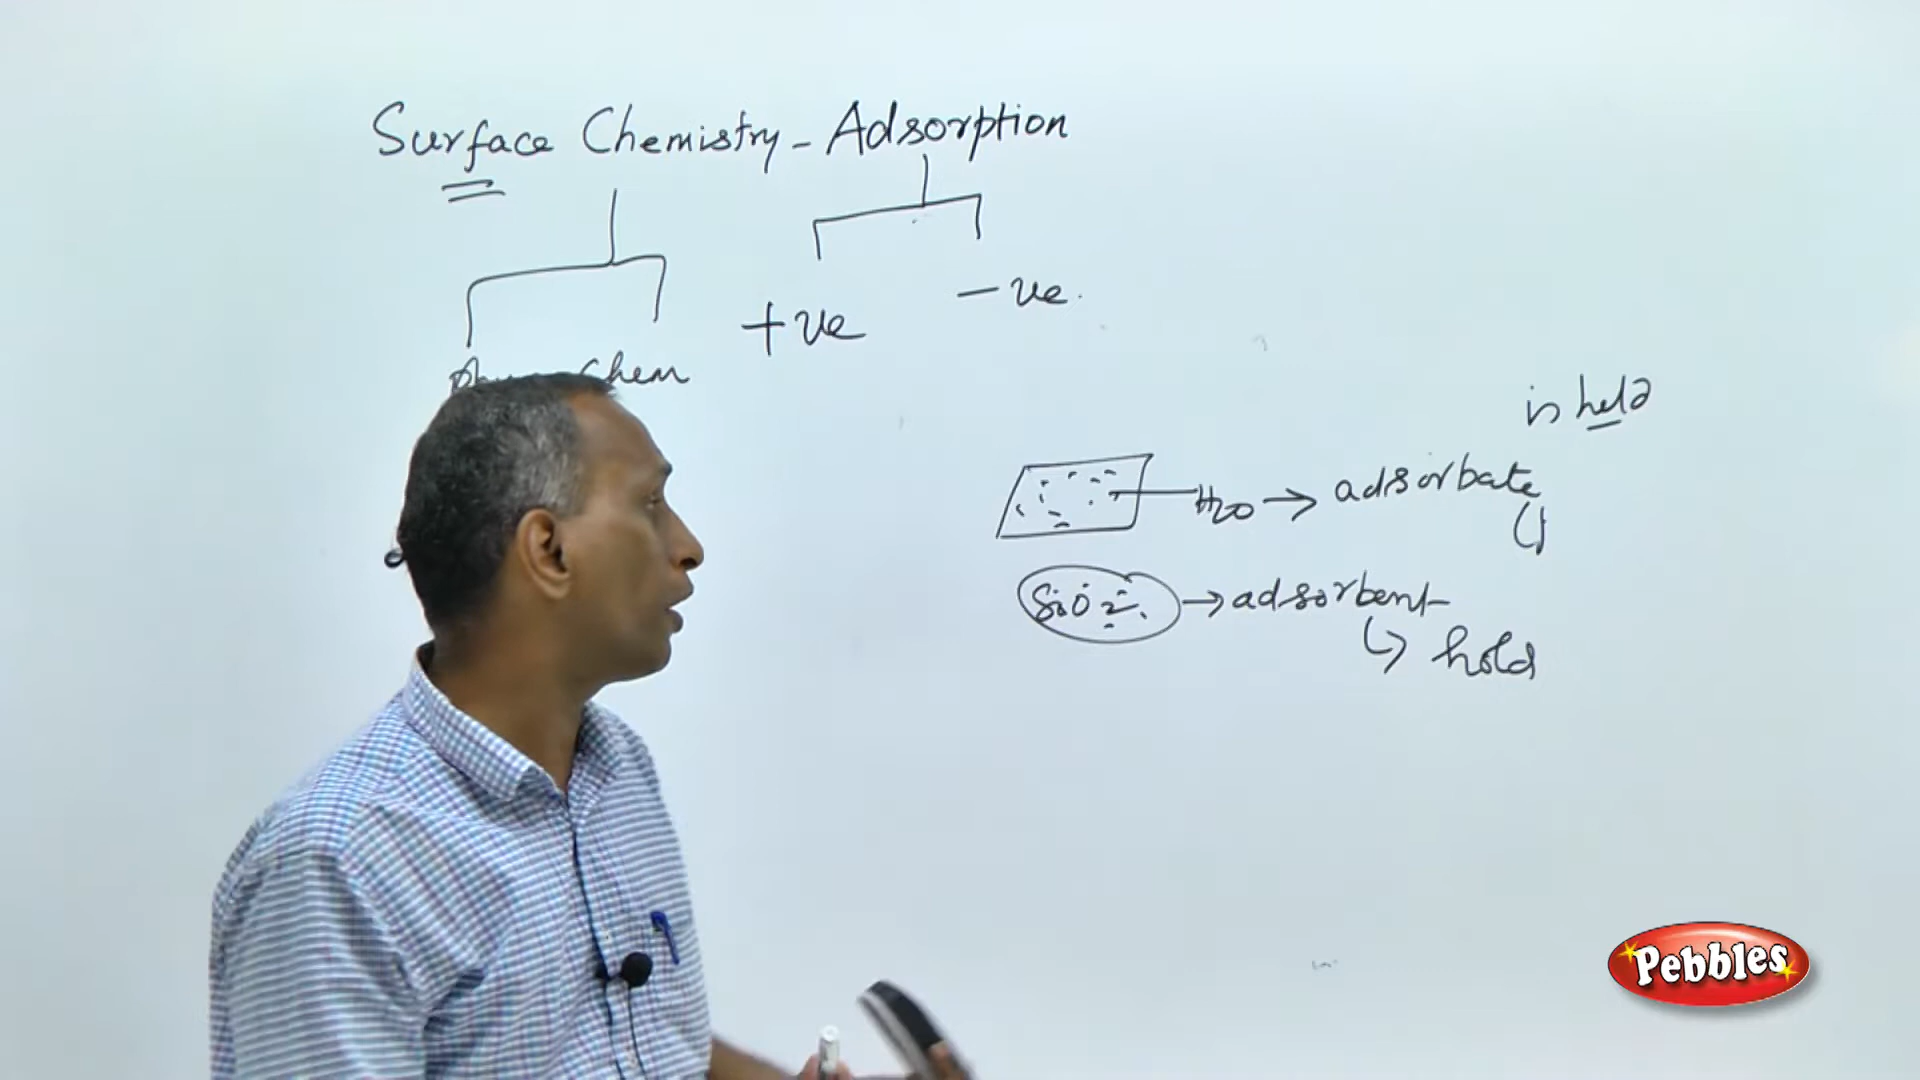 Surface Chemistry - Adsorption
+ve
- ve.
Chem
is held
H2O → adsorbate
SiO2 → adsorbent
hold
Pebbles